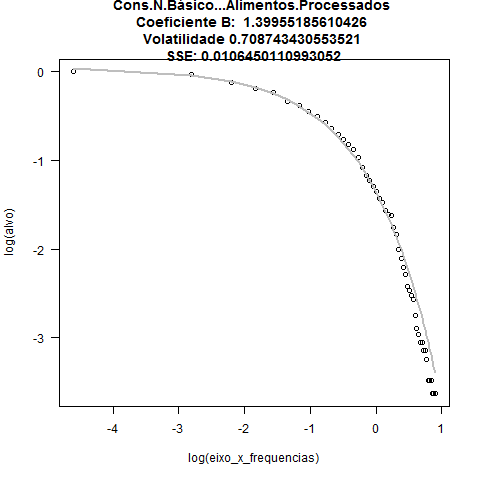 Cons.N.Básico...Alimentos.Processados
Coeficiente B:  1.39955185610426
Volatilidade 0.708743430553521
SSE: 0.0106450110993052
0
-1
-2
-3
log(alvo)
-4
-3
-2
-1
0
1
log(eixo_x_frequencias)